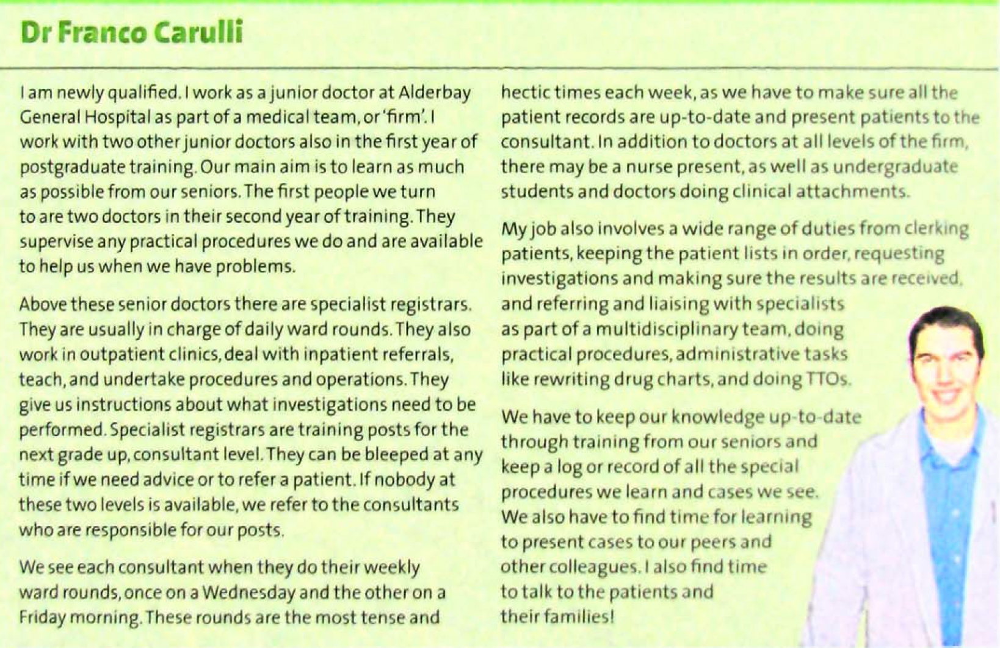 Dr Franco Carulli
I am newly qualified. I work as a junior doctor at Alderbay
General Hospital as part of a medical team, or 'firm'. I
work with two other junior doctors also in the first year of
postgraduate training. Our main aim is to learn as much
as possible from our seniors. The first people we turn
to are two doctors in their second year of training. They
supervise any practical procedures we do and are available
to help us when we have problems.
Above these senior doctors there are specialist registrars.
They are usually in charge of daily ward rounds. They also
work in outpatient clinics, deal with inpatient referrals,
teach, and undertake procedures and operations. They
give us instructions about what investigations need to be
performed. Specialist registrars are training posts for the
next grade up, consultant level. They can be bleeped at any
time if we need advice or to refer a patient. If nobody at
these two levels is available, we refer to the consultants
who are responsible for our posts.
We see each consultant when they do their weekly
ward rounds, once on a Wednesday and the other on a
Friday morning. These rounds are the most tense and
hectic times each week, as we have to make sure all the
patient records are up-to-date and present patients to the
consultant. In addition to doctors at all levels of the firm,
there may be a nurse present, as well as undergraduate
students and doctors doing clinical attachments.
My job also involves a wide range of duties from clerking
patients, keeping the patient lists in order, requesting
investigations and making sure the results are received,
and referring and liaising with specialists
as part of a multidisciplinary team, doing
practical procedures, administrative tasks
like rewriting drug charts, and doing TTOs.
We have to keep our knowledge up-to-date
through training from our seniors and
keep a log or record of all the special
procedures we learn and cases we see.
We also have to find time for learning
to present cases to our peers and
other colleagues. I also find time
to talk to the patients and
their families!